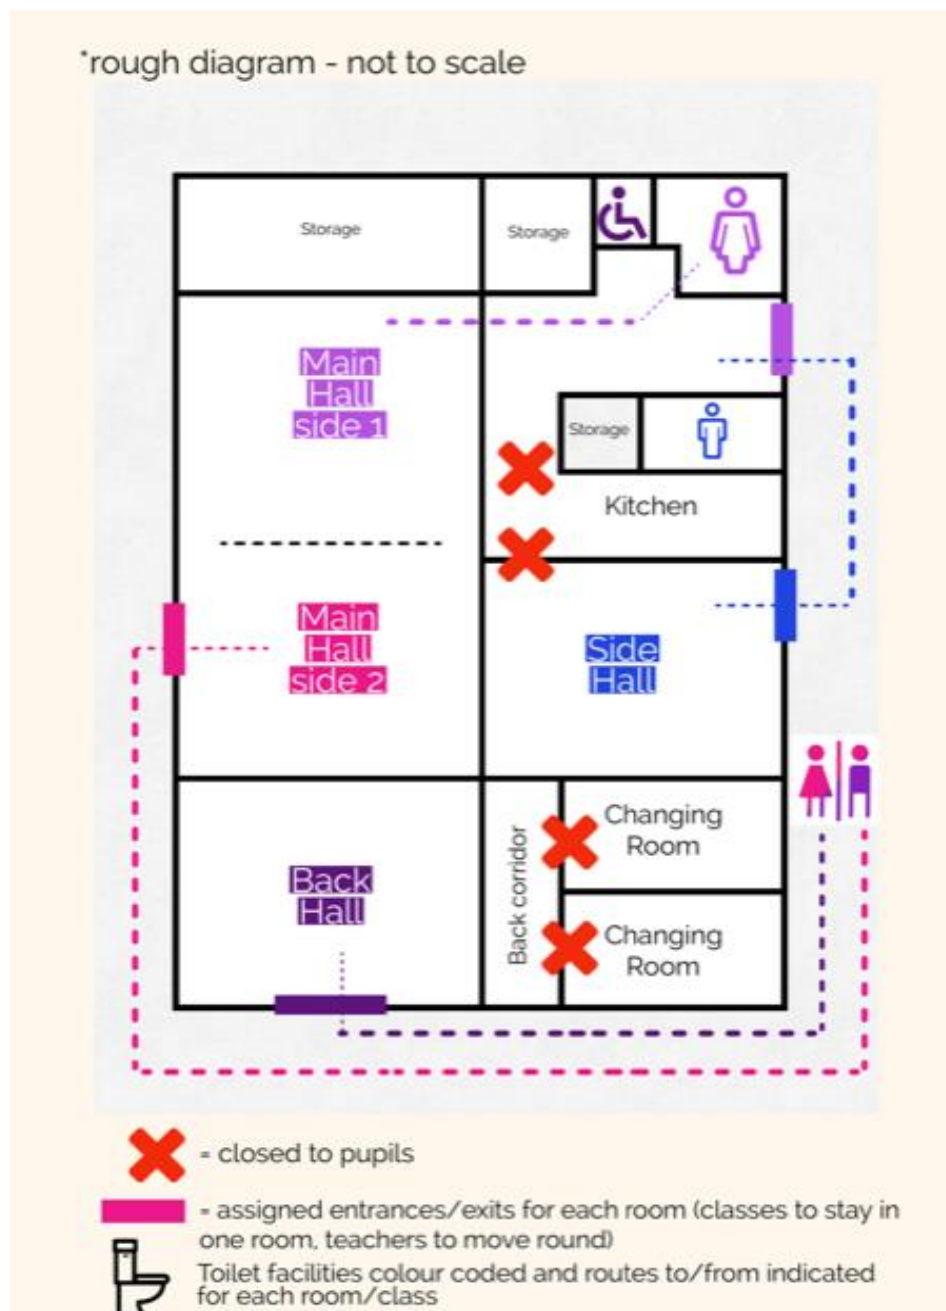 *rough diagram - not to scale
Storage
Storage
Main
Hall
side 1
Storage
Kitchen
Main
Hall
side 2
Side
Hall
Back
Hall
Back corridor
Changing
Room
Changing
Room
= closed to pupils
= assigned entrances/exits for each room (classes to stay in
one room, teachers to move round)
Toilet facilities colour coded and routes to/from indicated
for each room/class